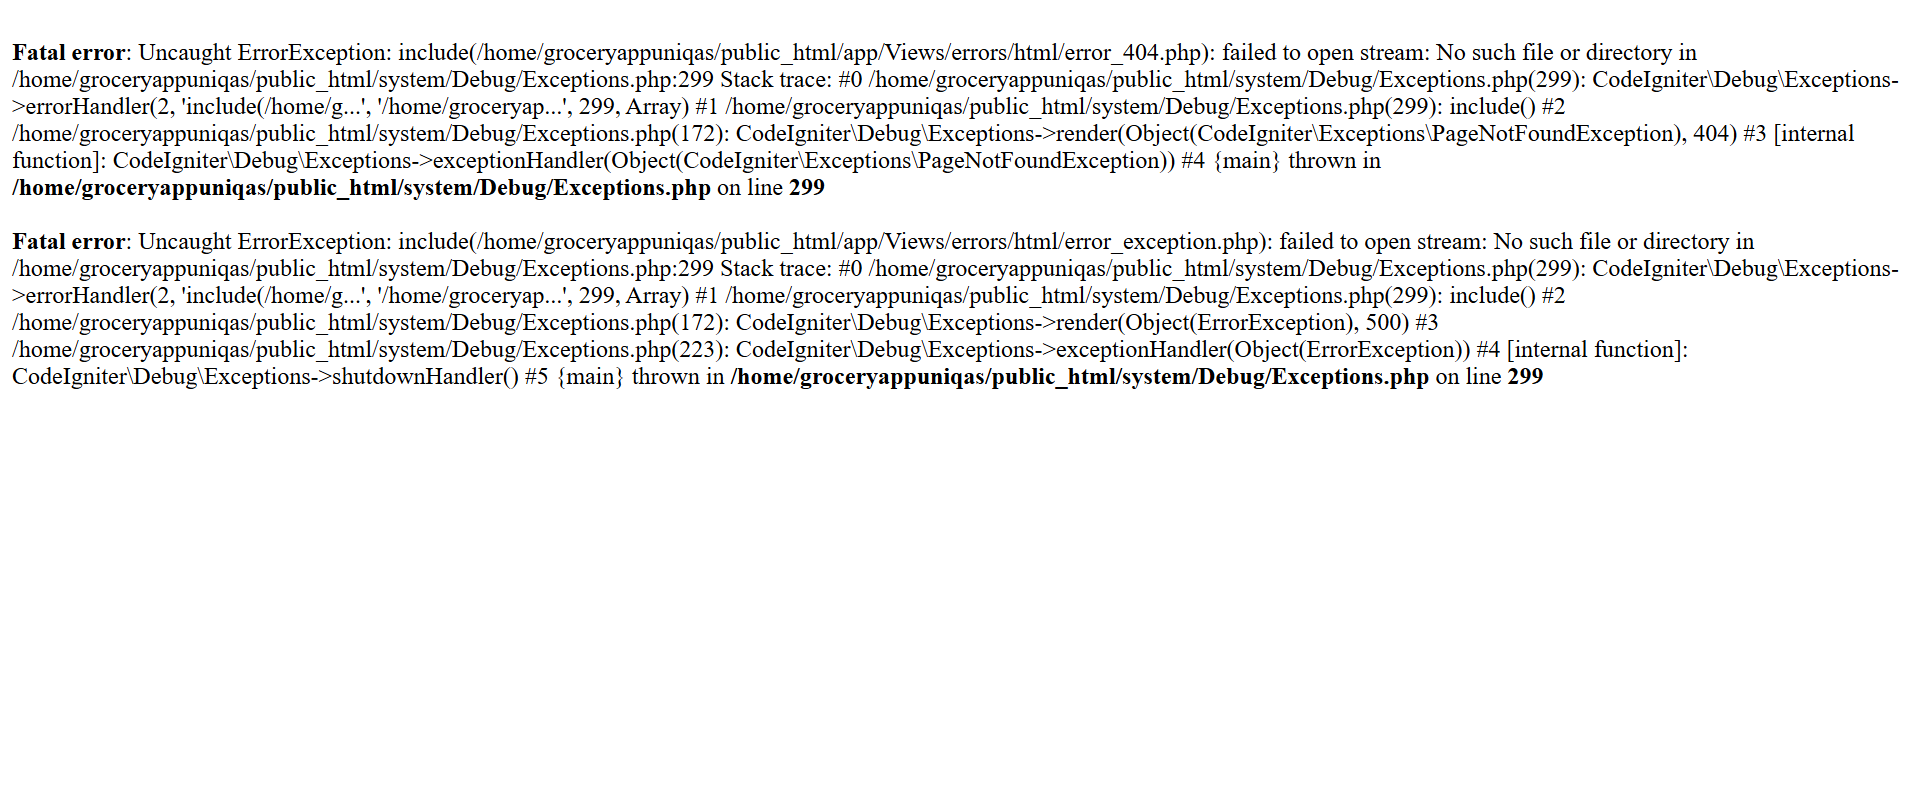 Fatal error: Uncaught ErrorException: include(/home/groceryappuniqas/public_html/app/Views/errors/html/error_404.php): failed to open stream: No such file or directory in
/home/groceryappuniqas/public_html/system/Debug/Exceptions.php:299 Stack trace: #0 /home/groceryappuniqas/public_html/system/Debug/Exceptions.php(299): CodeIgniter\Debug\Exceptions-
>errorHandler(2, 'include(/home/g...', '/home/groceryap...', 299, Array) #1 /home/groceryappuniqas/public_html/system/Debug/Exceptions.php(299): include() #2
/home/groceryappuniqas/public_html/system/Debug/Exceptions.php(172): CodeIgniter\Debug\Exceptions->render(Object(CodeIgniter\Exceptions\PageNotFoundException), 404) #3 [internal
function]: CodeIgniter\Debug\Exceptions->exceptionHandler(Object(CodeIgniter\Exceptions\PageNotFoundException)) #4 {main} thrown in
/home/groceryappuniqas/public_html/system/Debug/Exceptions.php on line 299
Fatal error: Uncaught ErrorException: include(/home/groceryappuniqas/public_html/app/Views/errors/html/error_exception.php): failed to open stream: No such file or directory in
/home/groceryappuniqas/public_html/system/Debug/Exceptions.php:299 Stack trace: #0 /home/groceryappuniqas/public_html/system/Debug/Exceptions.php(299): CodeIgniter\Debug\Exceptions-
>errorHandler(2, 'include(/home/g...', '/home/groceryap...', 299, Array) #1 /home/groceryappuniqas/public_html/system/Debug/Exceptions.php(299): include() #2
/home/groceryappuniqas/public_html/system/Debug/Exceptions.php(172): CodeIgniter\Debug\Exceptions->render(Object(ErrorException), 500) #3
/home/groceryappuniqas/public_html/system/Debug/Exceptions.php(223): CodeIgniter\Debug\Exceptions->exceptionHandler(Object(ErrorException)) #4 [internal function]:
CodeIgniter\Debug\Exceptions->shutdownHandler() #5 {main} thrown in /home/groceryappuniqas/public_html/system/Debug/Exceptions.php on line 299